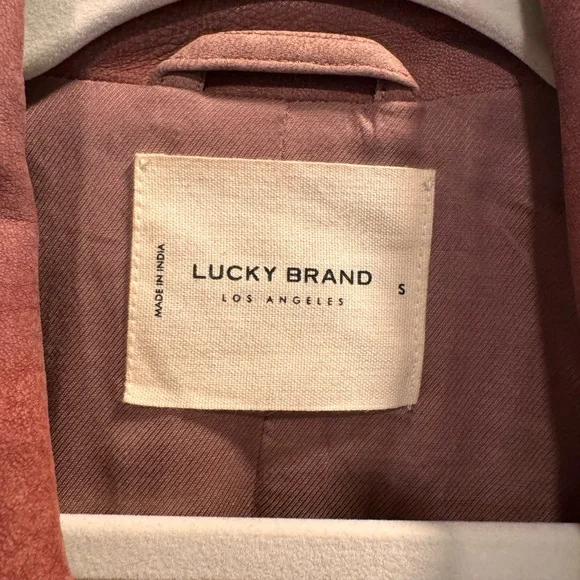 MADE IN INDIA
LUCKY BRAND
LOS ANGELES
S